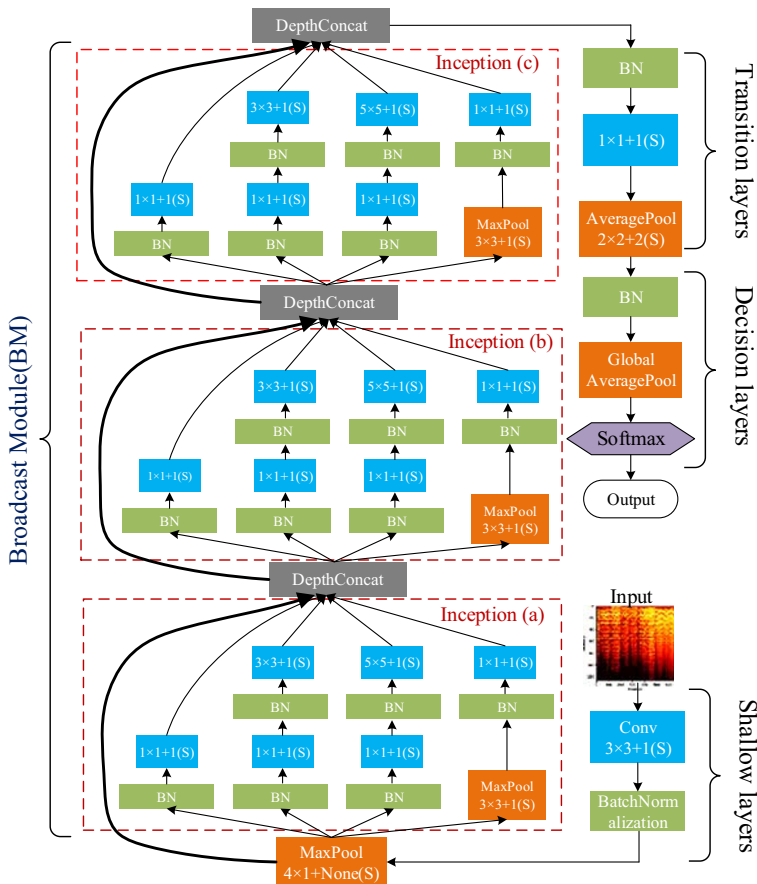 DepthConcat
Inception (c)
3×3+1(S)
5×5+1(S)
1×1+1(S)
BN
BN
BN
1×1+1(S)
1×1+1(S)
1×1+1(S)
MaxPool
3×3+1(S)
BN
BN
BN
DepthConcat
Inception (b)
3×3+1(S)
5×5+1(S)
1×1+1(S)
BN
BN
BN
1×1+1(S)
1×1+1(S)
1×1+1(S)
MaxPool
3×3+1(S)
BN
BN
BN
DepthConcat
Inception (a)
3×3+1(S)
5×5+1(S)
1×1+1(S)
BN
BN
BN
1×1+1(S)
1×1+1(S)
1×1+1(S)
MaxPool
3×3+1(S)
BN
BN
BN
MaxPool
4×1+None(S)
Broadcast Module(BM)
BN
1×1+1(S)
AveragePool
2×2+2(S)
Transition layers
BN
Global
AveragePool
Softmax
Output
Decision layers
Input
Conv
3×3+1(S)
BatchNorm
alization
Shallow layers